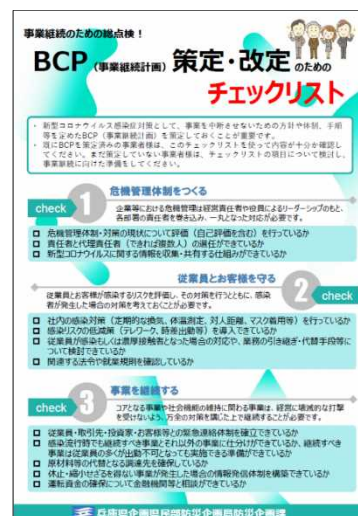 事業継続のための総点検！
BCP（事業継続計画）策定・改定のための
チェックリスト
・ 新型コロナウイルス感染症対策として、事業を中断させないための方針や体制、手順
等を定めたBCP（事業継続計画）を策定しておくことが重要です。
・ 既にBCPを策定済みの事業者様は、このチェックリストを使って内容が十分か確認し
てください。まだ策定していない事業者様は、チェックリストの項目について検討し、
事業継続に向けた準備をしてください。
check 1 危機管理体制をつくる
企業等における危機管理は経営責任者や役員によるリーダーシップのもと、
各部署の責任者を巻き込み、一丸となった対応が必要です。
□ 危機管理体制・対策の現状について評価（自己評価を含む）を行っているか
□ 責任者と代理責任者（できれば複数人）の選任ができているか
□ 新型コロナウイルスに関する情報を収集・共有する仕組みができているか
従業員とお客様を守る
従業員とお客様が感染するリスクを評価し、その対策を行うとともに、感染
者が発生した場合の対策を考えておくことが必要です。
2 check
□ 社内の感染対策（定期的な換気、体温測定、対人距離、マスク着用等）を行っているか
□ 感染リスクの低減策（テレワーク、時差出勤等）を導入できているか
□ 従業員が感染もしくは濃厚接触者となった場合の対応や、業務の引き継ぎ・代替手段等に
ついて検討できているか
□ 関連する法令や就業規則を確認しているか
check 3 事業を継続する
コアとなる事業や社会機能の維持に関わる事業は、経営に壊滅的な打撃
を受けないよう、万全の対策を講じた上で継続することが必要です。
□ 従業員・取引先・投資家・お客様等との緊急連絡体制を確立できているか
□ 感染流行時でも継続すべき事業とそれ以外の事業に仕分けができているか、継続すべき
事業は従業員の多くが出勤不可となっても実施できる準備ができているか
□ 原材料等の代替となる調達先を確保しているか
□ 休止・縮小せざるを得ない事業が発生した場合の情報発信体制を構築できているか
□ 運転資金の確保について金融機関等と相談ができているか
兵庫県企画県民部防災企画局防災企画課